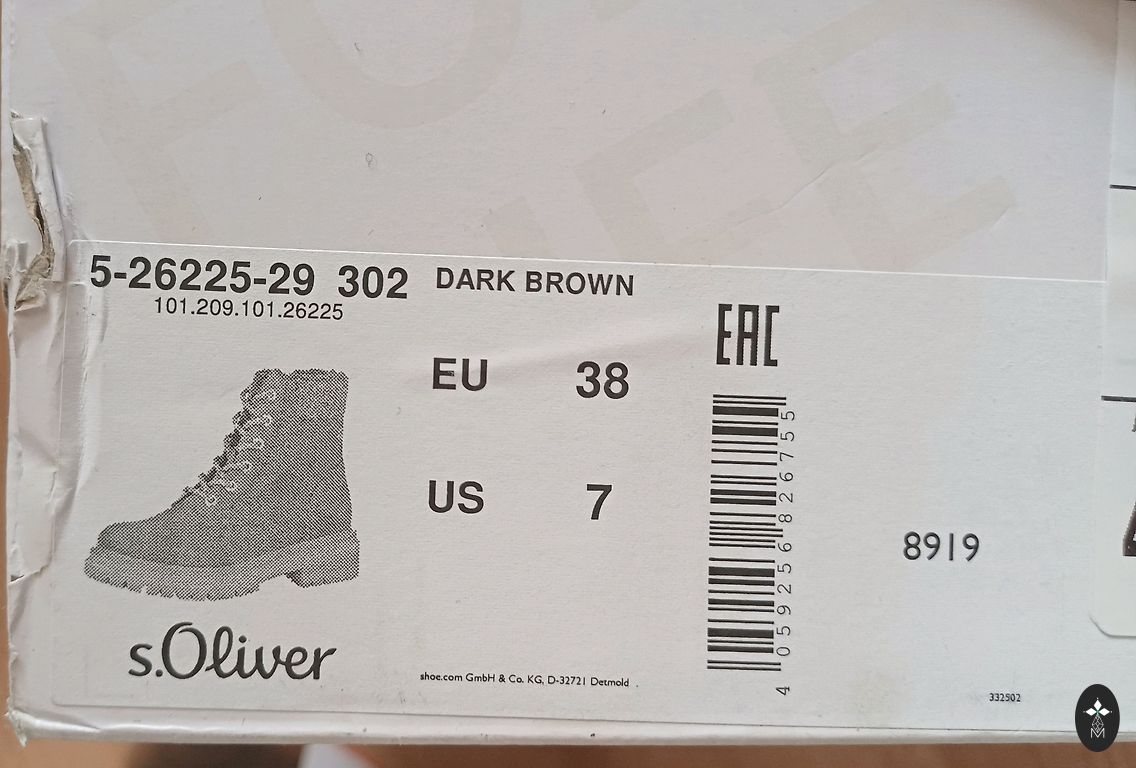 5-26225-29 302 DARK BROWN
101.209.101.26225
EAC
EU 38
US 7
4 059256 826755
8919
s.Oliver
shoe.com GmbH & Co. KG, D-32721 Detmold
332502
M